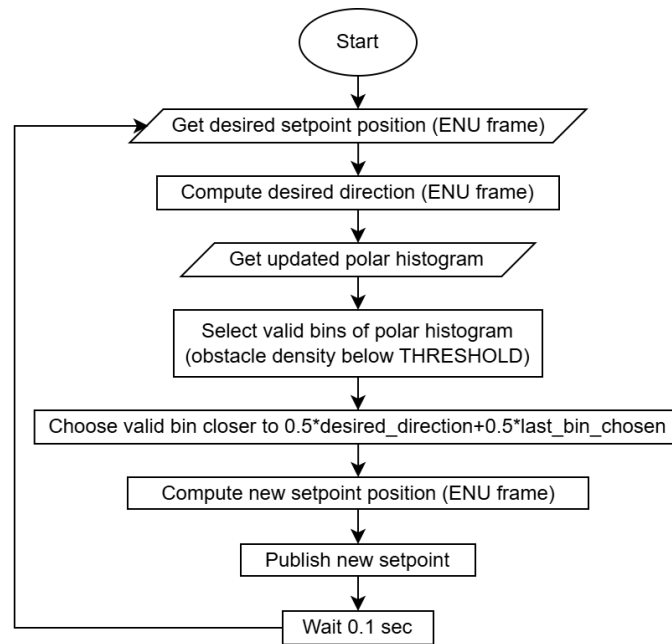 Start
Get desired setpoint position (ENU frame)
Compute desired direction (ENU frame)
Get updated polar histogram
Select valid bins of polar histogram
(obstacle density below THRESHOLD)
Choose valid bin closer to 0.5*desired_direction+0.5*last_bin_chosen
Compute new setpoint position (ENU frame)
Publish new setpoint
Wait 0.1 sec